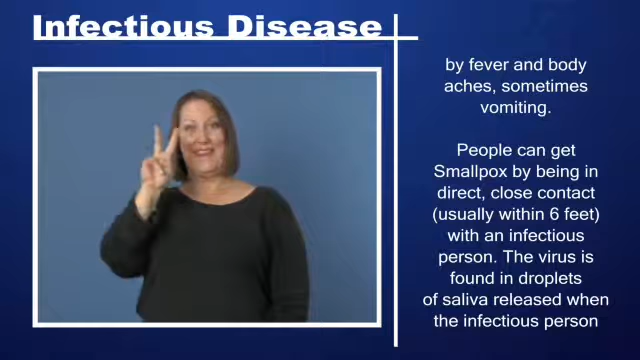 Infectious Disease
by fever and body
aches, sometimes
vomiting.
People can get
Smallpox by being in
direct, close contact
(usually within 6 feet)
with an infectious
person. The virus is
found in droplets
of saliva released when
the infectious person